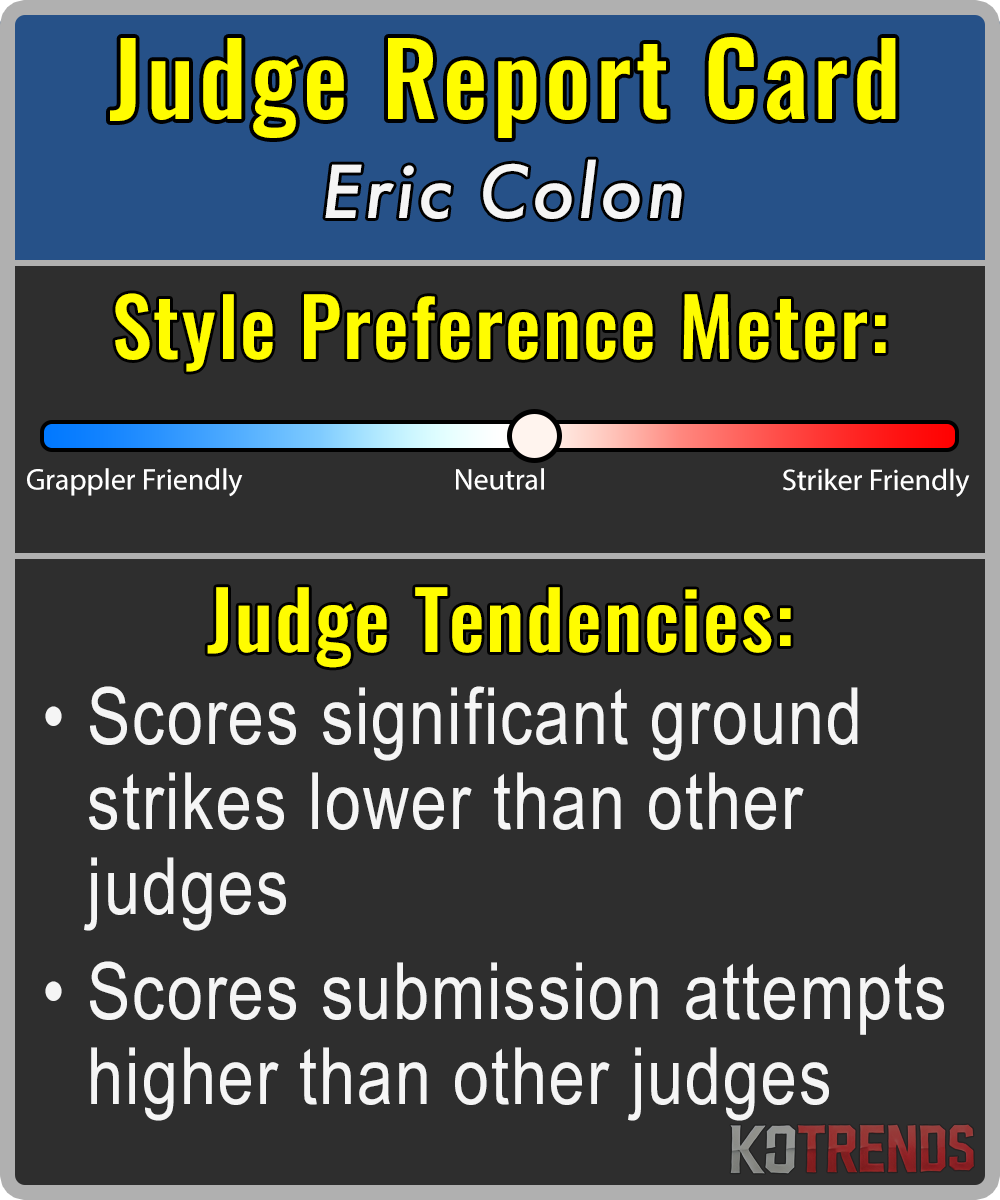 Judge Report Card
Eric Colon
Style Preference Meter:
Grappler Friendly
Neutral
Striker Friendly
Judge Tendencies:
• Scores significant ground
strikes lower than other
judges
• Scores submission attempts
higher than other judges
KOTRENDS